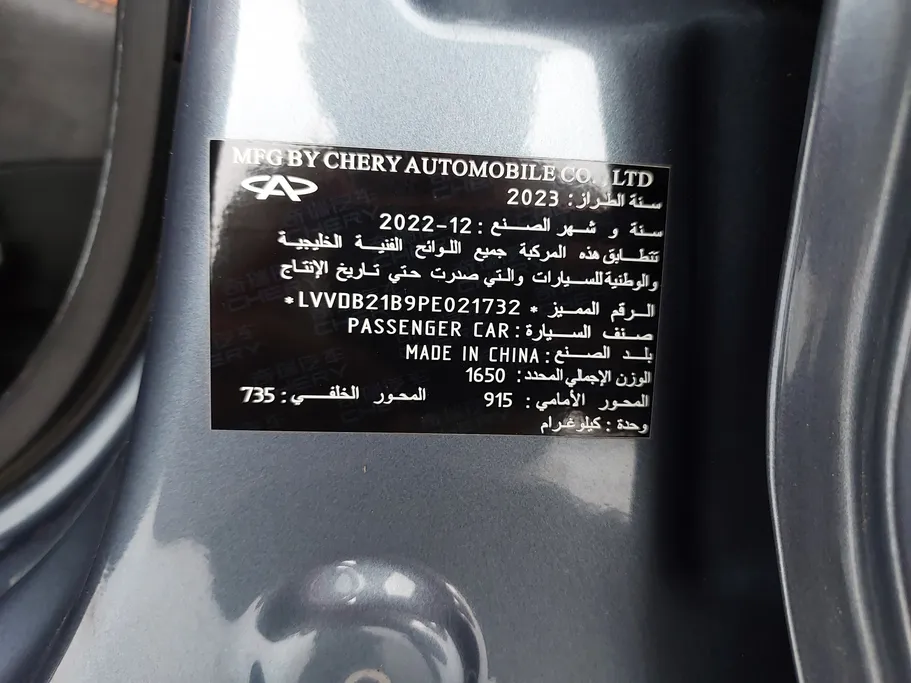 MFG BY CHERY AUTOMOBILE CO. ,LTD
سنة الطراز: 2023
سنة و شهر الصنع : 2022-12
تتطابق هذه المركبة جميع اللوائح الفنية الخليجية
والوطنية للسيارات والتي صدرت حتي تاريخ الإنتاج
الرقم المميز * LVVDB21B9PE021732*
صنف السيارة : PASSENGER CAR
بلد الصنع : MADE IN CHINA
الوزن الإجمالي المحدد: 1650
المحور الأمامي : 915 المحور الخلفي : 735
وحدة : كيلوغرام